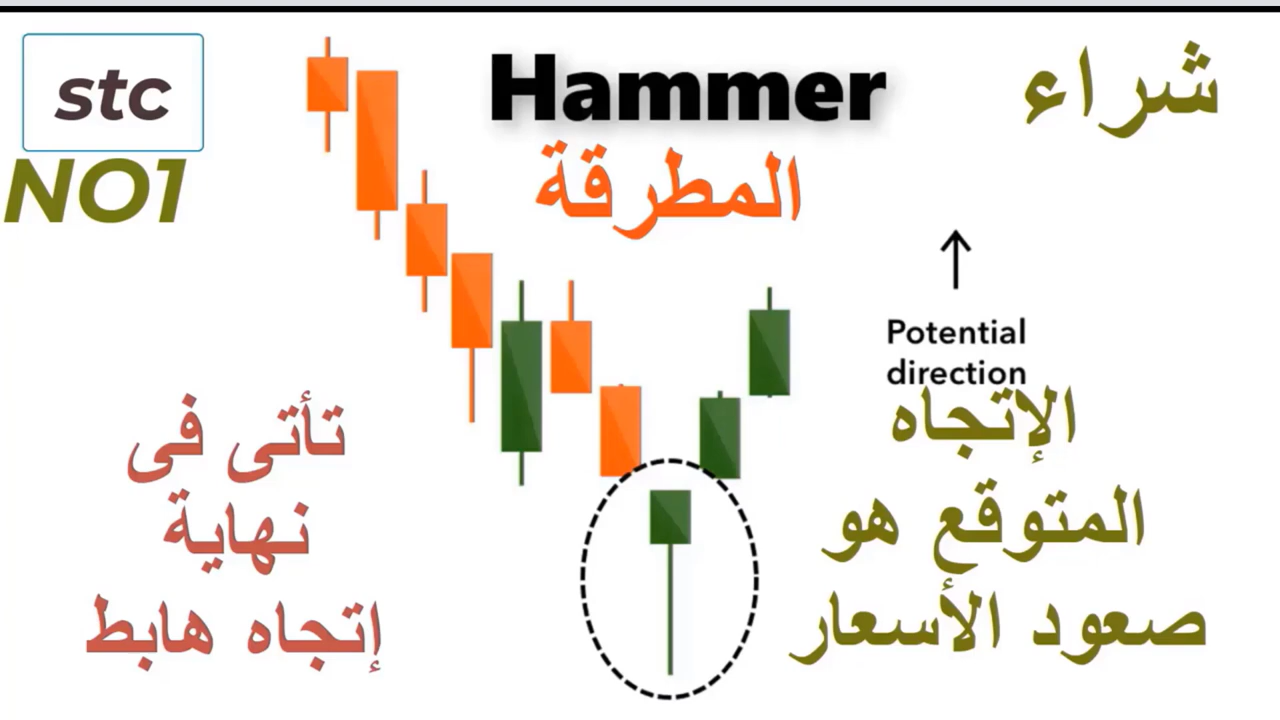 stc
NO1
Hammer
المطرقة
شراء
Potential
direction
الإتجاه
المتوقع هو
صعود الأسعار
تأتى فى
نهاية
إتجاه هابط